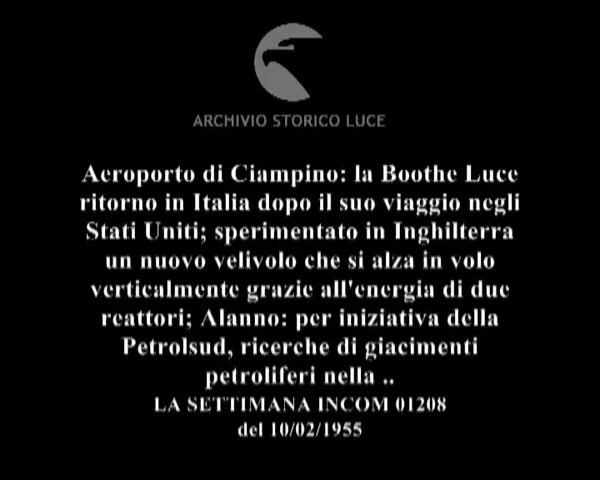 ARCHIVIO STORICO LUCE
Aeroporto di Ciampino: la Boothe Luce
ritorno in Italia dopo il suo viaggio negli
Stati Uniti; sperimentato in Inghilterra
un nuovo velivolo che si alza in volo
verticalmente grazie all'energia di due
reattori; Alanno: per iniziativa della
Petrolsud, ricerche di giacimenti
petroliferi nella ..
LA SETTIMANA INCOM 01208
del 10/02/1955